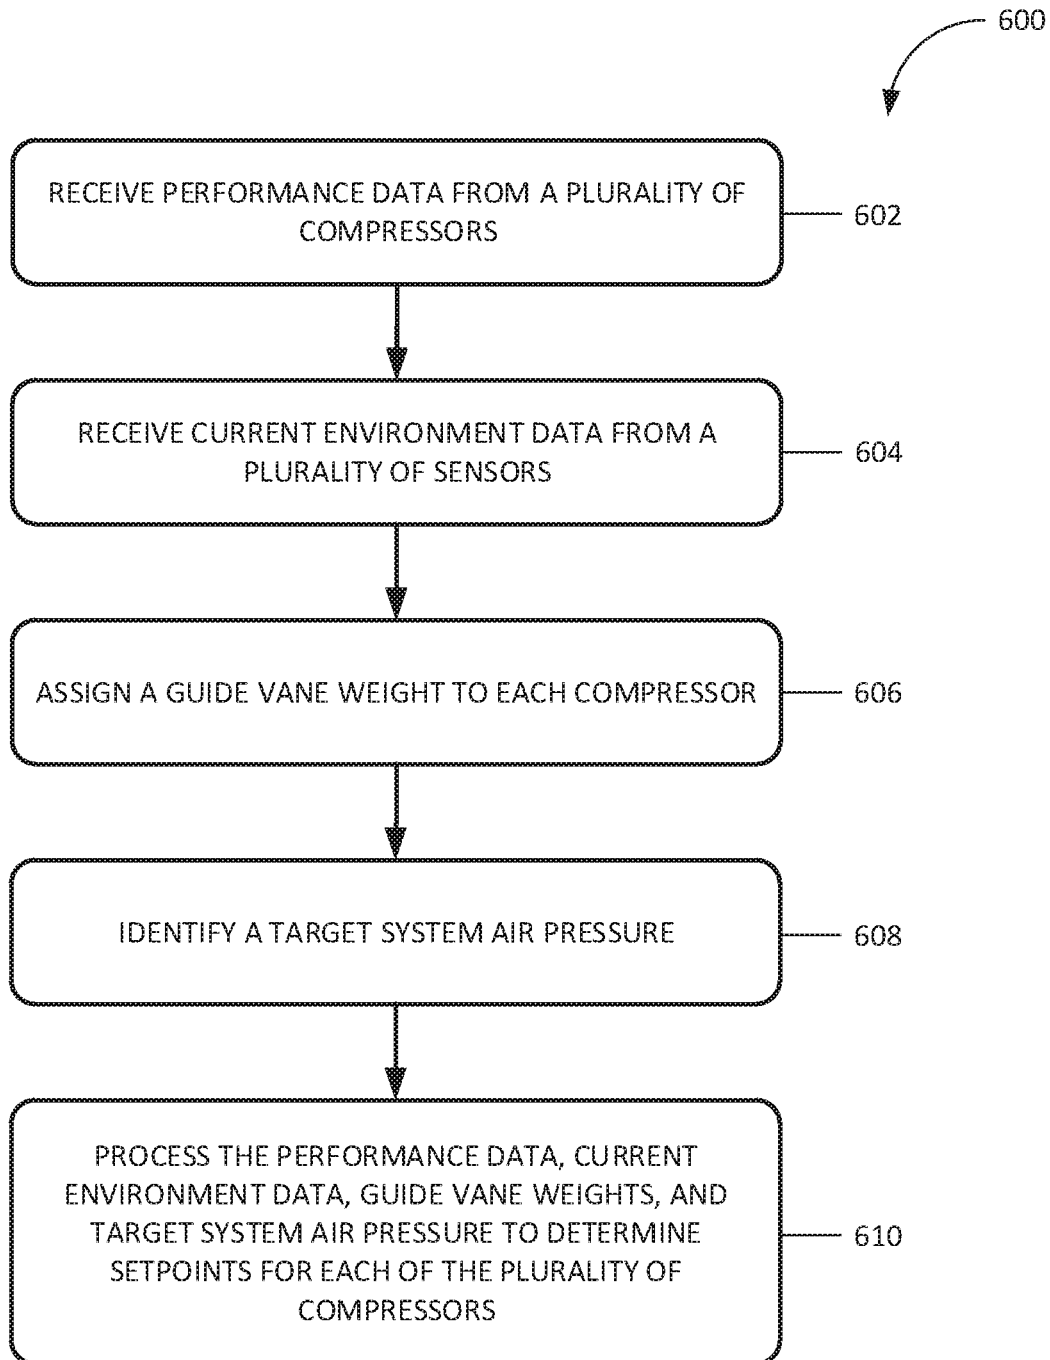 600
RECEIVE PERFORMANCE DATA FROM A PLURALITY OF
COMPRESSORS
602
RECEIVE CURRENT ENVIRONMENT DATA FROM A
PLURALITY OF SENSORS
604
ASSIGN A GUIDE VANE WEIGHT TO EACH COMPRESSOR
606
IDENTIFY A TARGET SYSTEM AIR PRESSURE
608
PROCESS THE PERFORMANCE DATA, CURRENT
ENVIRONMENT DATA, GUIDE VANE WEIGHTS, AND
TARGET SYSTEM AIR PRESSURE TO DETERMINE
SETPOINTS FOR EACH OF THE PLURALITY OF
COMPRESSORS
610